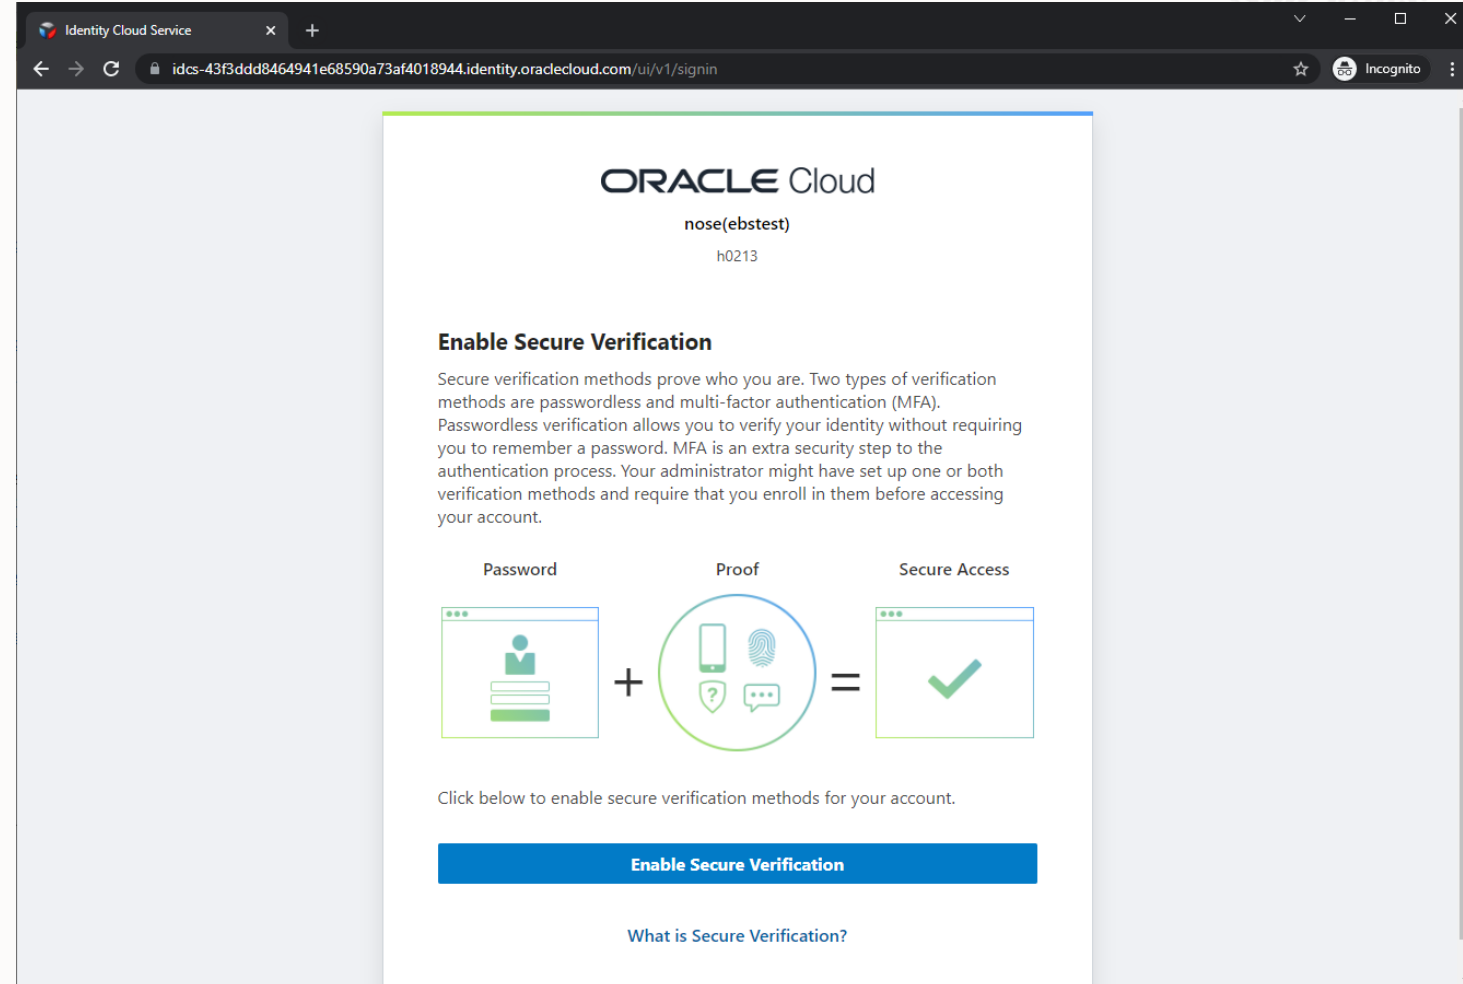 Identity Cloud Service
idcs-43f3ddd8464941e68590a73af4018944.identity.oraclecloud.com/ui/v1/signin
Incognito
ORACLE Cloud
nose(ebstest)
h0213
Enable Secure Verification
Secure verification methods prove who you are. Two types of verification
methods are passwordless and multi-factor authentication (MFA).
Passwordless verification allows you to verify your identity without requiring
you to remember a password. MFA is an extra security step to the
authentication process. Your administrator might have set up one or both
verification methods and require that you enroll in them before accessing
your account.
Password Proof Secure Access
Click below to enable secure verification methods for your account.
Enable Secure Verification
What is Secure Verification?